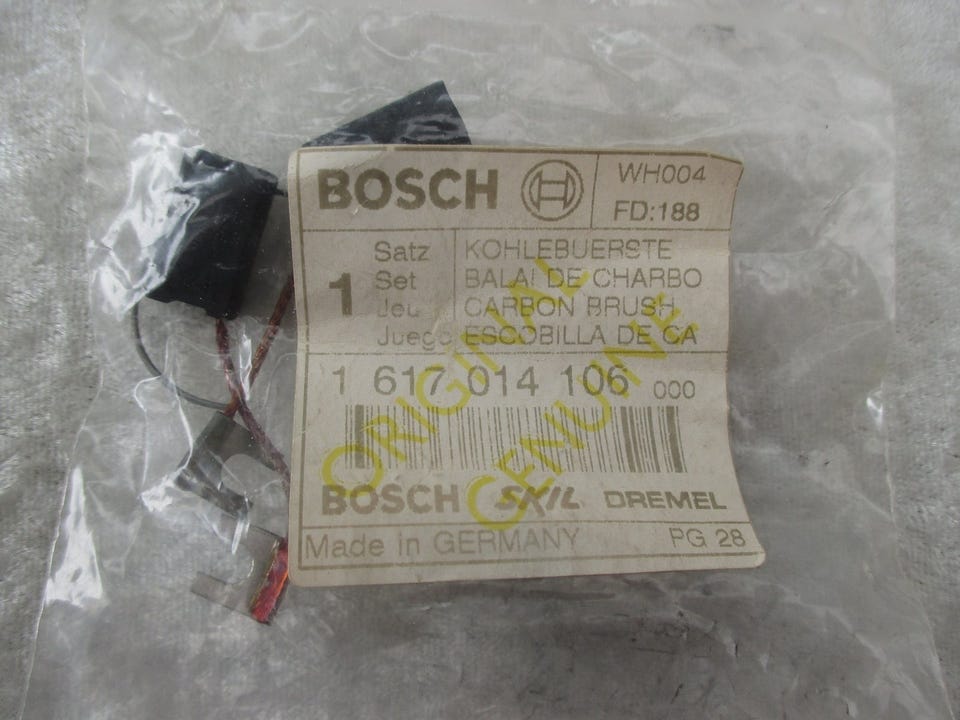 BOSCH
WH004
FD:188
1
Satz KOHLEBUERSTE
Set BALAI DE CHARBO
Jeu CARBON BRUSH
Juego ESCOBILLA DE CA
1 617 014 106 000
ORIGINAL
GENUINE
BOSCH SKIL DREMEL
Made in GERMANY PG 28